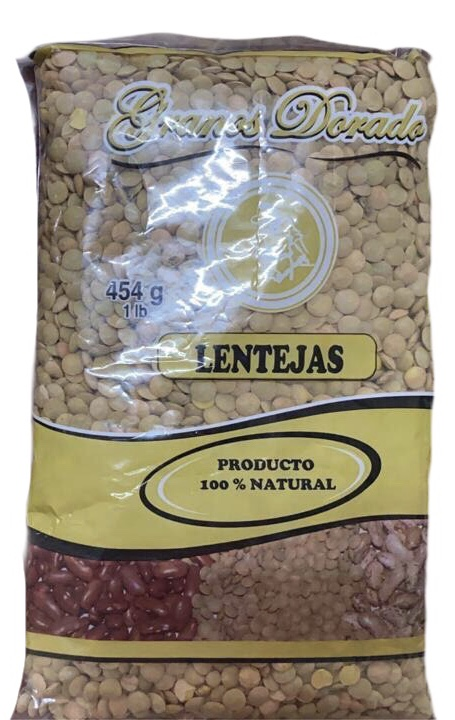 Granos Dorado
454 g
1 lb
LENTEJAS
PRODUCTO
100 % NATURAL